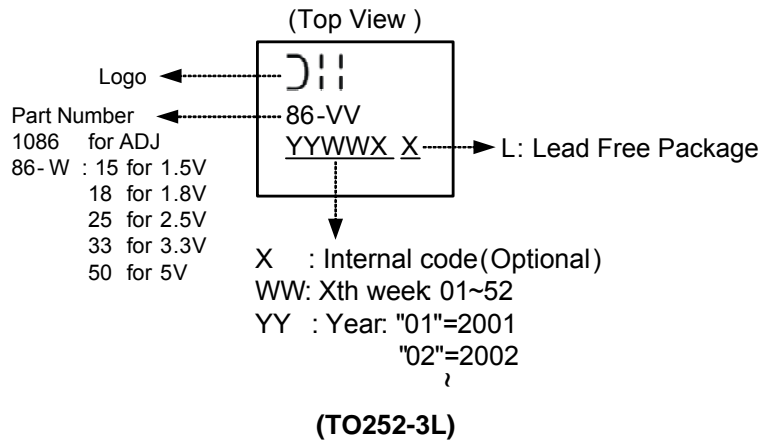 (Top View )
Logo
86-VV
Part Number
1086 for ADJ
YYWWX X
L: Lead Free Package
86- W : 15 for 1.5V
18 for 1.8V
25 for 2.5V
33 for 3.3V
50 for 5V
X : Internal code(Optional)
WW: Xth week: 01~52
YY : Year: "01"=2001
"02"=2002
~
(TO252-3L)